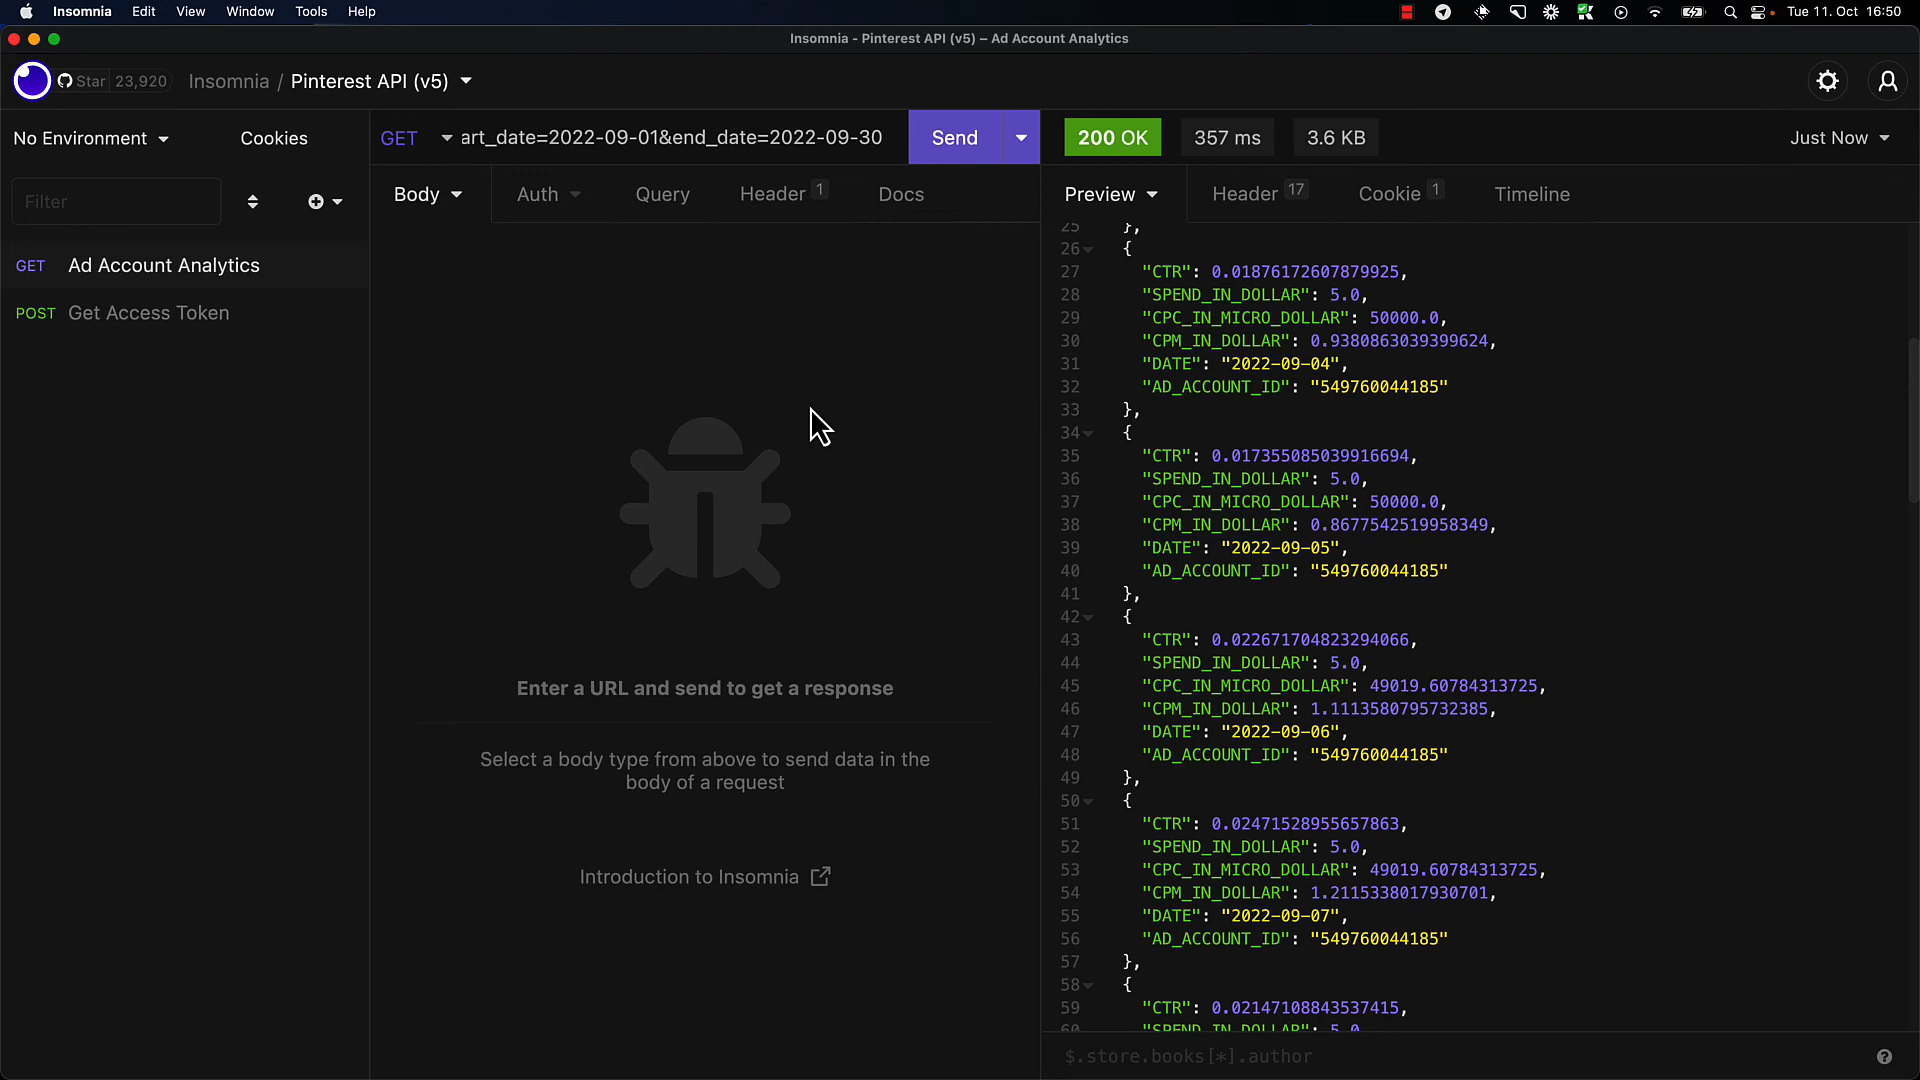 Insomnia Edit View Window Tools Help Tue 11. Oct 16:50
Insomnia - Pinterest API (v5) – Ad Account Analytics
Star 23,920 Insomnia / Pinterest API (v5)
No Environment Cookies
GET art_date=2022-09-01&end_date=2022-09-30 Send
200 OK 357 ms 3.6 KB Just Now
Filter
Body Auth Query Header 1 Docs
Preview Header 17 Cookie 1 Timeline
GET Ad Account Analytics
POST Get Access Token
Enter a URL and send to get a response
Select a body type from above to send data in the
body of a request
Introduction to Insomnia
25 },
26 {
27 "CTR": 0.01876172607879925,
28 "SPEND_IN_DOLLAR": 5.0,
29 "CPC_IN_MICRO_DOLLAR": 50000.0,
30 "CPM_IN_DOLLAR": 0.9380863039399624,
31 "DATE": "2022-09-04",
32 "AD_ACCOUNT_ID": "549760044185"
33 },
34 {
35 "CTR": 0.017355085039916694,
36 "SPEND_IN_DOLLAR": 5.0,
37 "CPC_IN_MICRO_DOLLAR": 50000.0,
38 "CPM_IN_DOLLAR": 0.8677542519958349,
39 "DATE": "2022-09-05",
40 "AD_ACCOUNT_ID": "549760044185"
41 },
42 {
43 "CTR": 0.022671704823294066,
44 "SPEND_IN_DOLLAR": 5.0,
45 "CPC_IN_MICRO_DOLLAR": 49019.60784313725,
46 "CPM_IN_DOLLAR": 1.1113580795732385,
47 "DATE": "2022-09-06",
48 "AD_ACCOUNT_ID": "549760044185"
49 },
50 {
51 "CTR": 0.02471528955657863,
52 "SPEND_IN_DOLLAR": 5.0,
53 "CPC_IN_MICRO_DOLLAR": 49019.60784313725,
54 "CPM_IN_DOLLAR": 1.2115338017930701,
55 "DATE": "2022-09-07",
56 "AD_ACCOUNT_ID": "549760044185"
57 },
58 {
59 "CTR": 0.02147108843537415,
60 "SPEND_IN_DOLLAR": 5.0
$.store.books[*].author